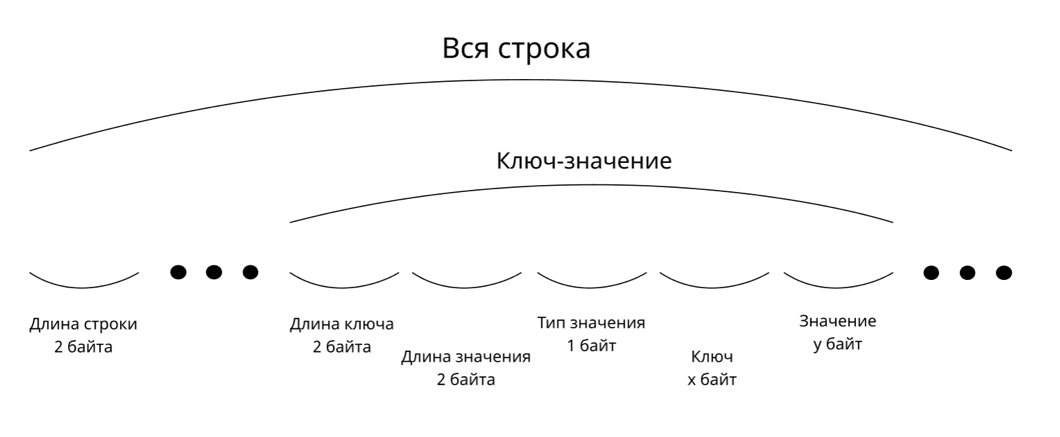 Вся строка
Ключ-значение
Длина строки
2 байта
Длина ключа
2 байта
Длина значения
2 байта
Тип значения
1 байт
Ключ
x байт
Значение
y байт